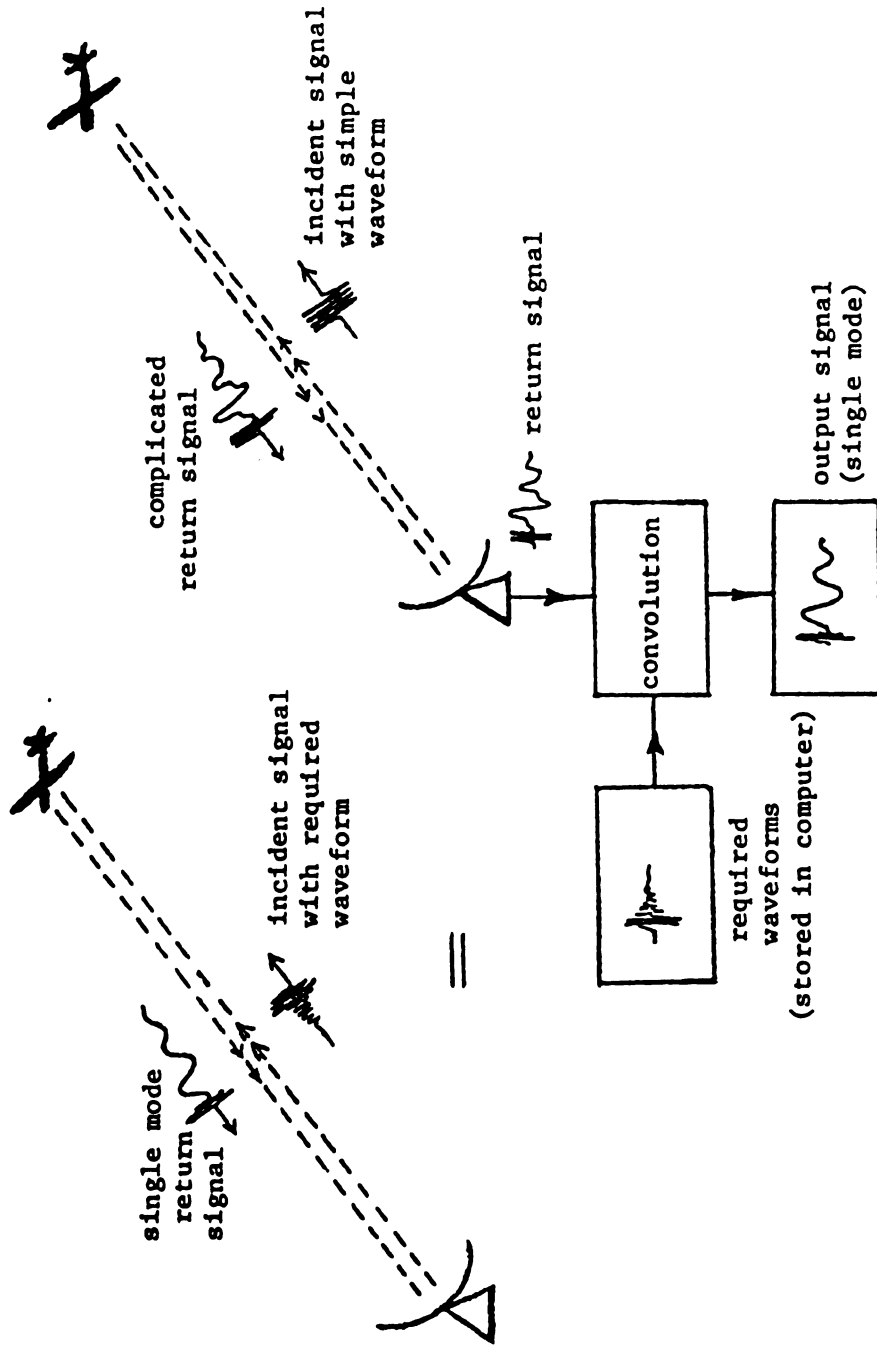 single mode
return
signal
incident signal
with required
waveform
=
complicated
return signal
incident signal
with simple
waveform
return signal
convolution
required
waveforms
(stored in computer)
output signal
(single mode)